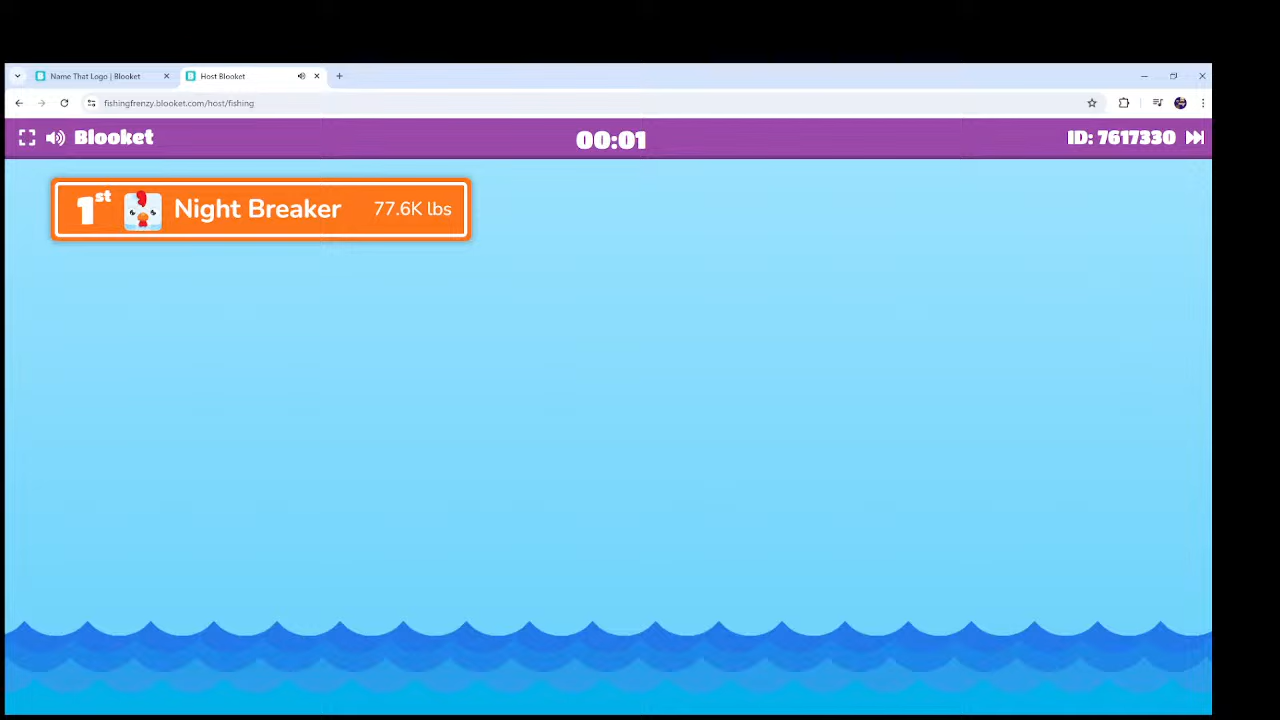 Name That Logo | Blooket
Host Blooket
fishingfrenzy.blooket.com/host/fishing
Blooket
00:01
ID: 7617330
1st Night Breaker 77.6K lbs